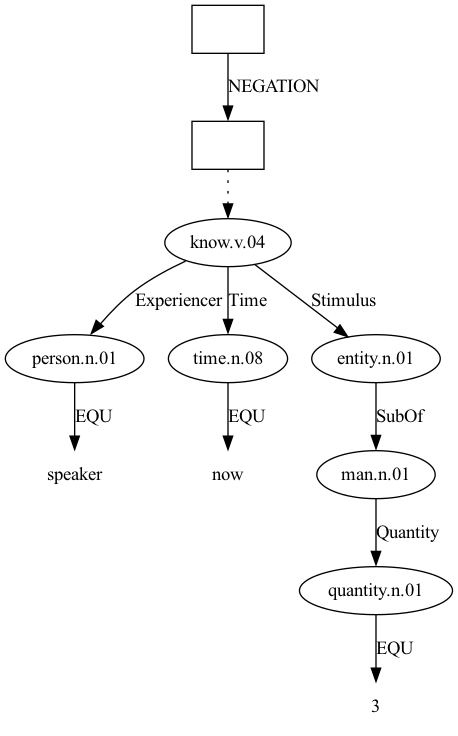 NEGATION
know.v.04
Experiencer
Time
Stimulus
person.n.01
time.n.08
entity.n.01
EQU
EQU
SubOf
speaker
now
man.n.01
Quantity
quantity.n.01
EQU
3